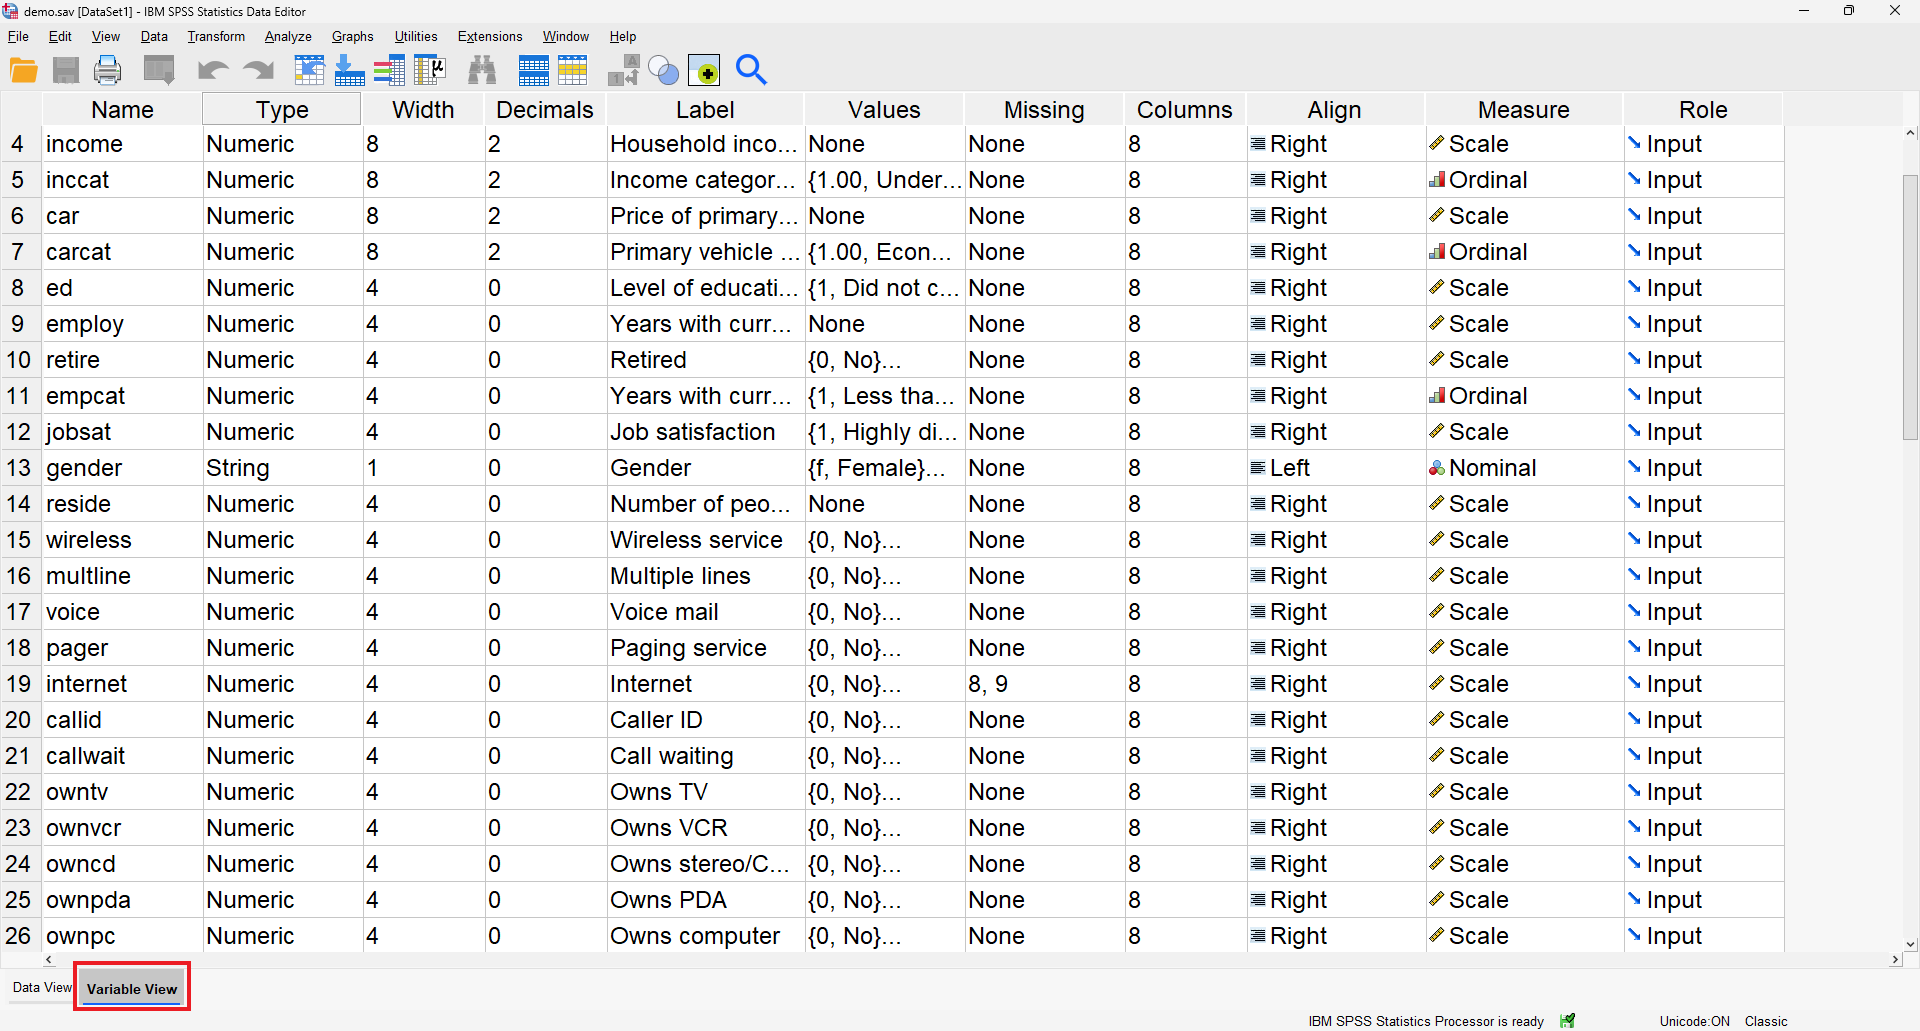 demo.sav [DataSet1] - IBM SPSS Statistics Data Editor
File Edit View Data Transform Analyze Graphs Utilities Extensions Window Help
Name Type Width Decimals Label Values Missing Columns Align Measure Role
4 income Numeric 8 2 Household inco... None None 8 Right Scale Input
5 inccat Numeric 8 2 Income categor... {1.00, Under... None 8 Right Ordinal Input
6 car Numeric 8 2 Price of primary... None None 8 Right Scale Input
7 carcat Numeric 8 2 Primary vehicle ... {1.00, Econ... None 8 Right Ordinal Input
8 ed Numeric 4 0 Level of educati... {1, Did not c... None 8 Right Scale Input
9 employ Numeric 4 0 Years with curr... None None 8 Right Scale Input
10 retire Numeric 4 0 Retired {0, No}... None 8 Right Scale Input
11 empcat Numeric 4 0 Years with curr... {1, Less tha... None 8 Right Ordinal Input
12 jobsat Numeric 4 0 Job satisfaction {1, Highly di... None 8 Right Scale Input
13 gender String 1 0 Gender {f, Female}... None 8 Left Nominal Input
14 reside Numeric 4 0 Number of peo... None None 8 Right Scale Input
15 wireless Numeric 4 0 Wireless service {0, No}... None 8 Right Scale Input
16 multline Numeric 4 0 Multiple lines {0, No}... None 8 Right Scale Input
17 voice Numeric 4 0 Voice mail {0, No}... None 8 Right Scale Input
18 pager Numeric 4 0 Paging service {0, No}... None 8 Right Scale Input
19 internet Numeric 4 0 Internet {0, No}... 8, 9 8 Right Scale Input
20 callid Numeric 4 0 Caller ID {0, No}... None 8 Right Scale Input
21 callwait Numeric 4 0 Call waiting {0, No}... None 8 Right Scale Input
22 owntv Numeric 4 0 Owns TV {0, No}... None 8 Right Scale Input
23 ownvcr Numeric 4 0 Owns VCR {0, No}... None 8 Right Scale Input
24 owncd Numeric 4 0 Owns stereo/C... {0, No}... None 8 Right Scale Input
25 ownpda Numeric 4 0 Owns PDA {0, No}... None 8 Right Scale Input
26 ownpc Numeric 4 0 Owns computer {0, No}... None 8 Right Scale Input
Data View Variable View
IBM SPSS Statistics Processor is ready Unicode:ON Classic